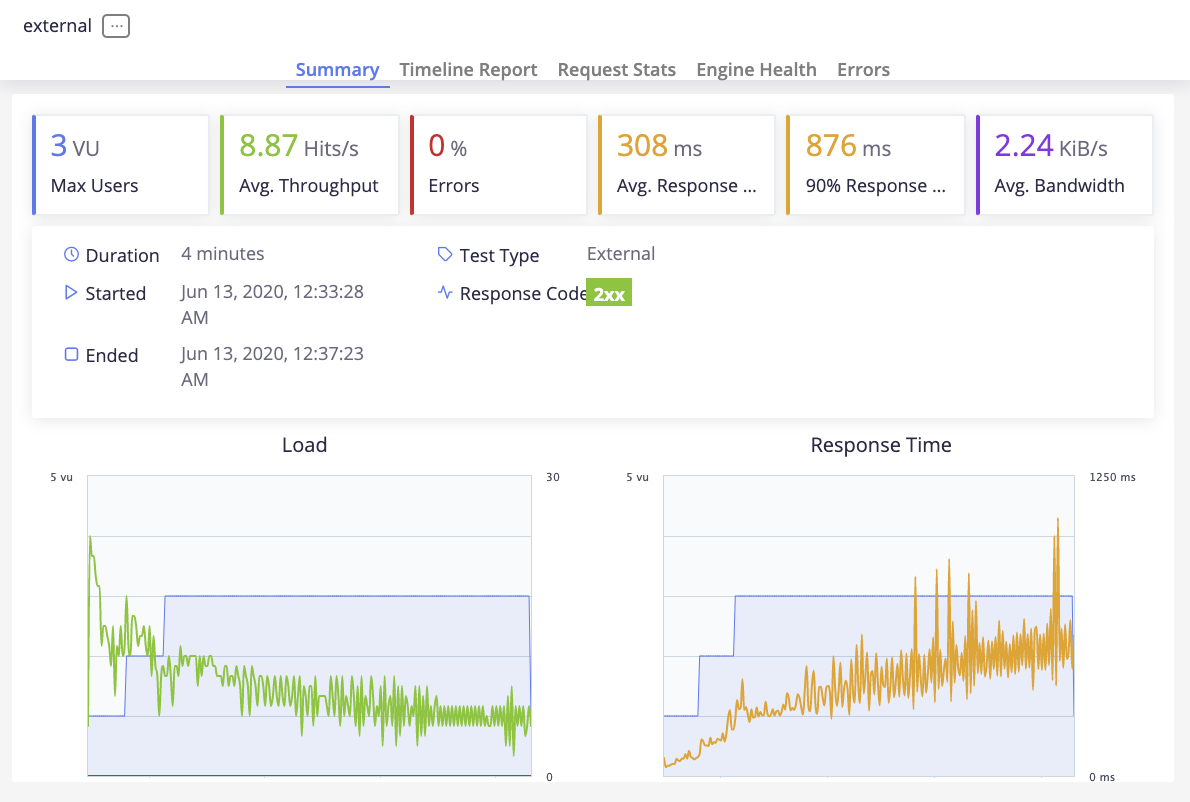 external ...
Summary Timeline Report Request Stats Engine Health Errors
3 VU
Max Users
8.87 Hits/s
Avg. Throughput
0 %
Errors
308 ms
Avg. Response ...
876 ms
90% Response ...
2.24 KiB/s
Avg. Bandwidth
Duration 4 minutes
Started Jun 13, 2020, 12:33:28
AM
Ended Jun 13, 2020, 12:37:23
AM
Test Type External
Response Code 2xx
Load
5 vu
30
0
Response Time
5 vu
1250 ms
0 ms